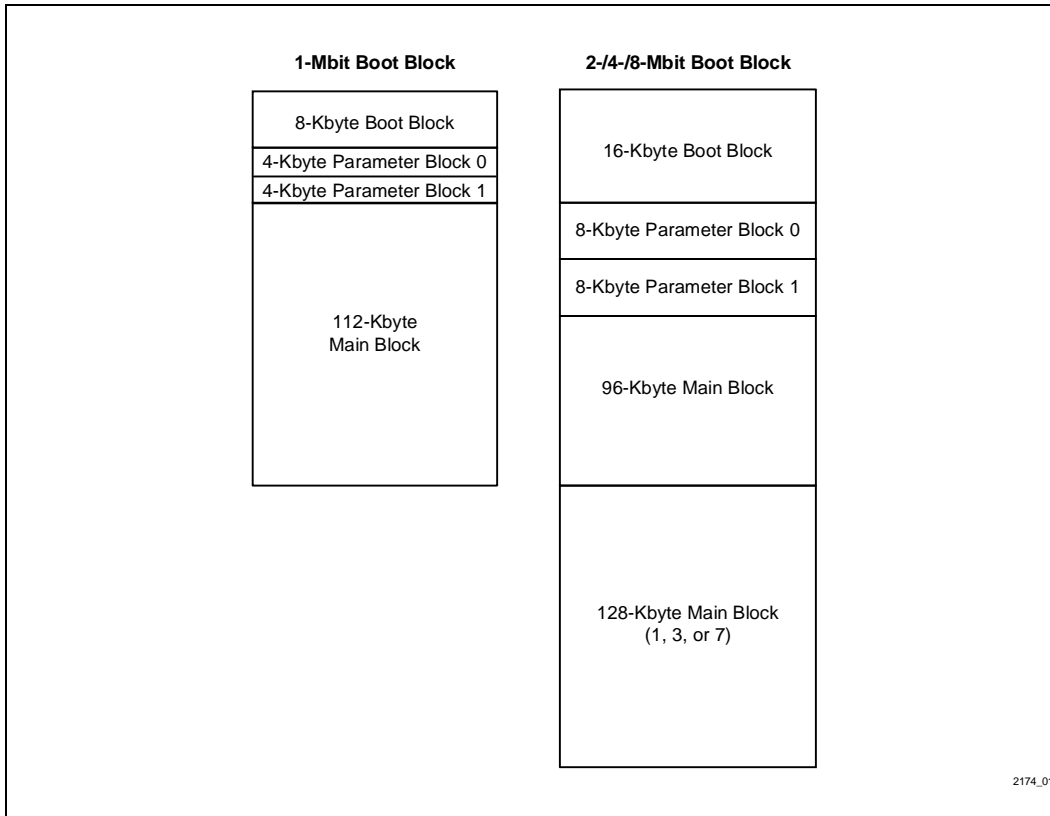 1-Mbit Boot Block
8-Kbyte Boot Block
4-Kbyte Parameter Block 0
4-Kbyte Parameter Block 1
112-Kbyte
Main Block
2-/4-/8-Mbit Boot Block
16-Kbyte Boot Block
8-Kbyte Parameter Block 0
8-Kbyte Parameter Block 1
96-Kbyte Main Block
128-Kbyte Main Block
(1, 3, or 7)
2174_01